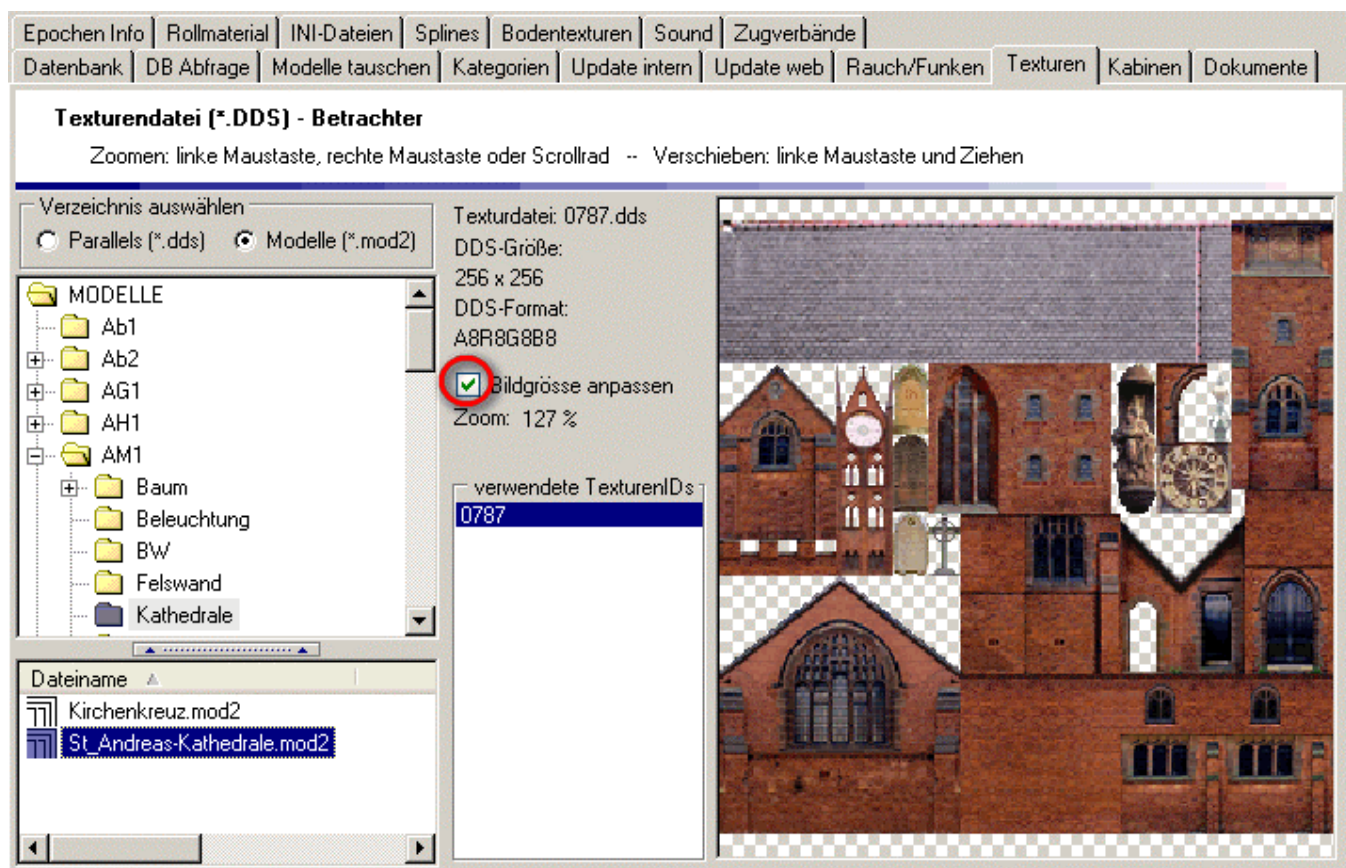 Epochen Info Rollmaterial INI-Dateien Splines Bodentexturen Sound Zugverbände
Datenbank DB Abfrage Modelle tauschen Kategorien Update intern Update web Rauch/Funken Texturen Kabinen Dokumente
Texturendatei (*.DDS) - Betrachter
Zoomen: linke Maustaste, rechte Maustaste oder Scrollrad -- Verschieben: linke Maustaste und Ziehen
Verzeichnis auswählen
Parallels (*.dds) Modelle (*.mod2)
MODELLE
Ab1
Ab2
AG1
AH1
AM1
Baum
Beleuchtung
BW
Felswand
Kathedrale
Dateiname
Kirchenkreuz.mod2
St_Andreas-Kathedrale.mod2
Texturdatei: 0787.dds
DDS-Größe:
256 x 256
DDS-Format:
A8R8G8B8
Bildgrösse anpassen
Zoom: 127 %
verwendete TexturenIDs
0787